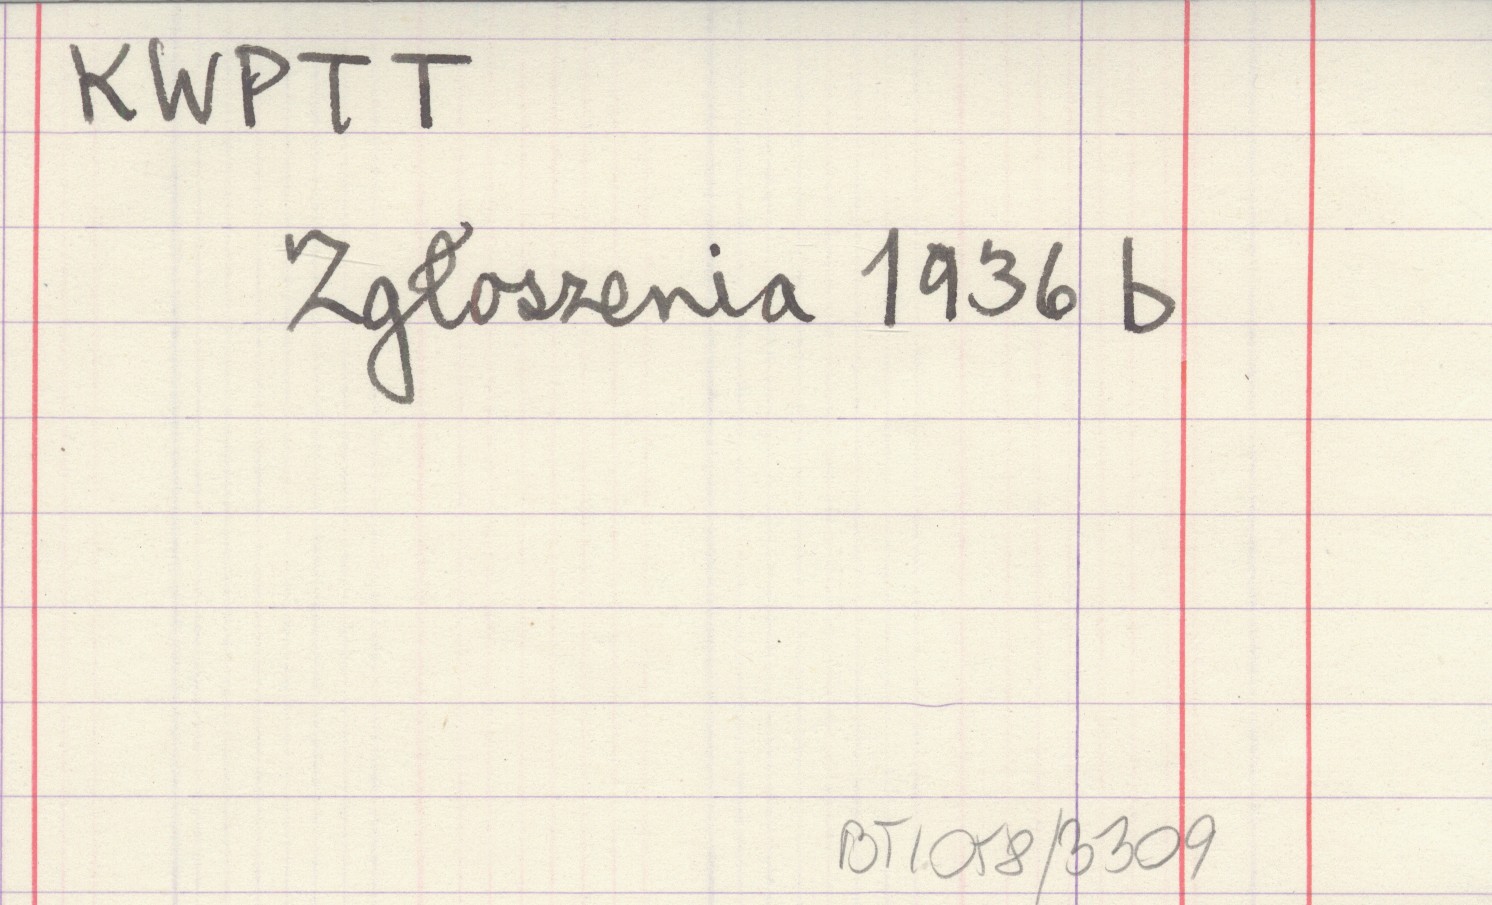 KWPTT
Zgłoszenia 1936 b
BT1058/3309